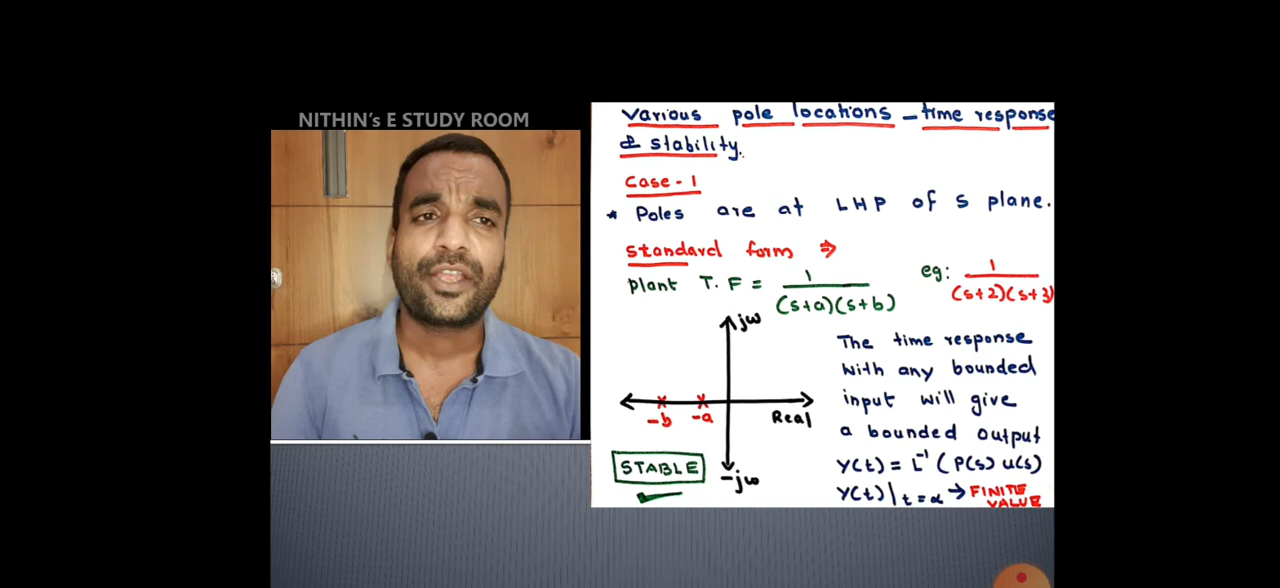 NITHIN's E STUDY ROOM
Various pole locations - time response
& stability.
Case - 1
* Poles are at LHP of S plane.
Standard form ⇒
Plant T.F = 1/((s+a)(s+b))
eg: 1/((s+2)(s+3)
jω
-b
-a
Real
-jω
STABLE
The time response
with any bounded
input will give
a bounded output
Y(t) = L⁻¹ (P(s) U(s)
Y(t)|t=α → FINITE
VALUE